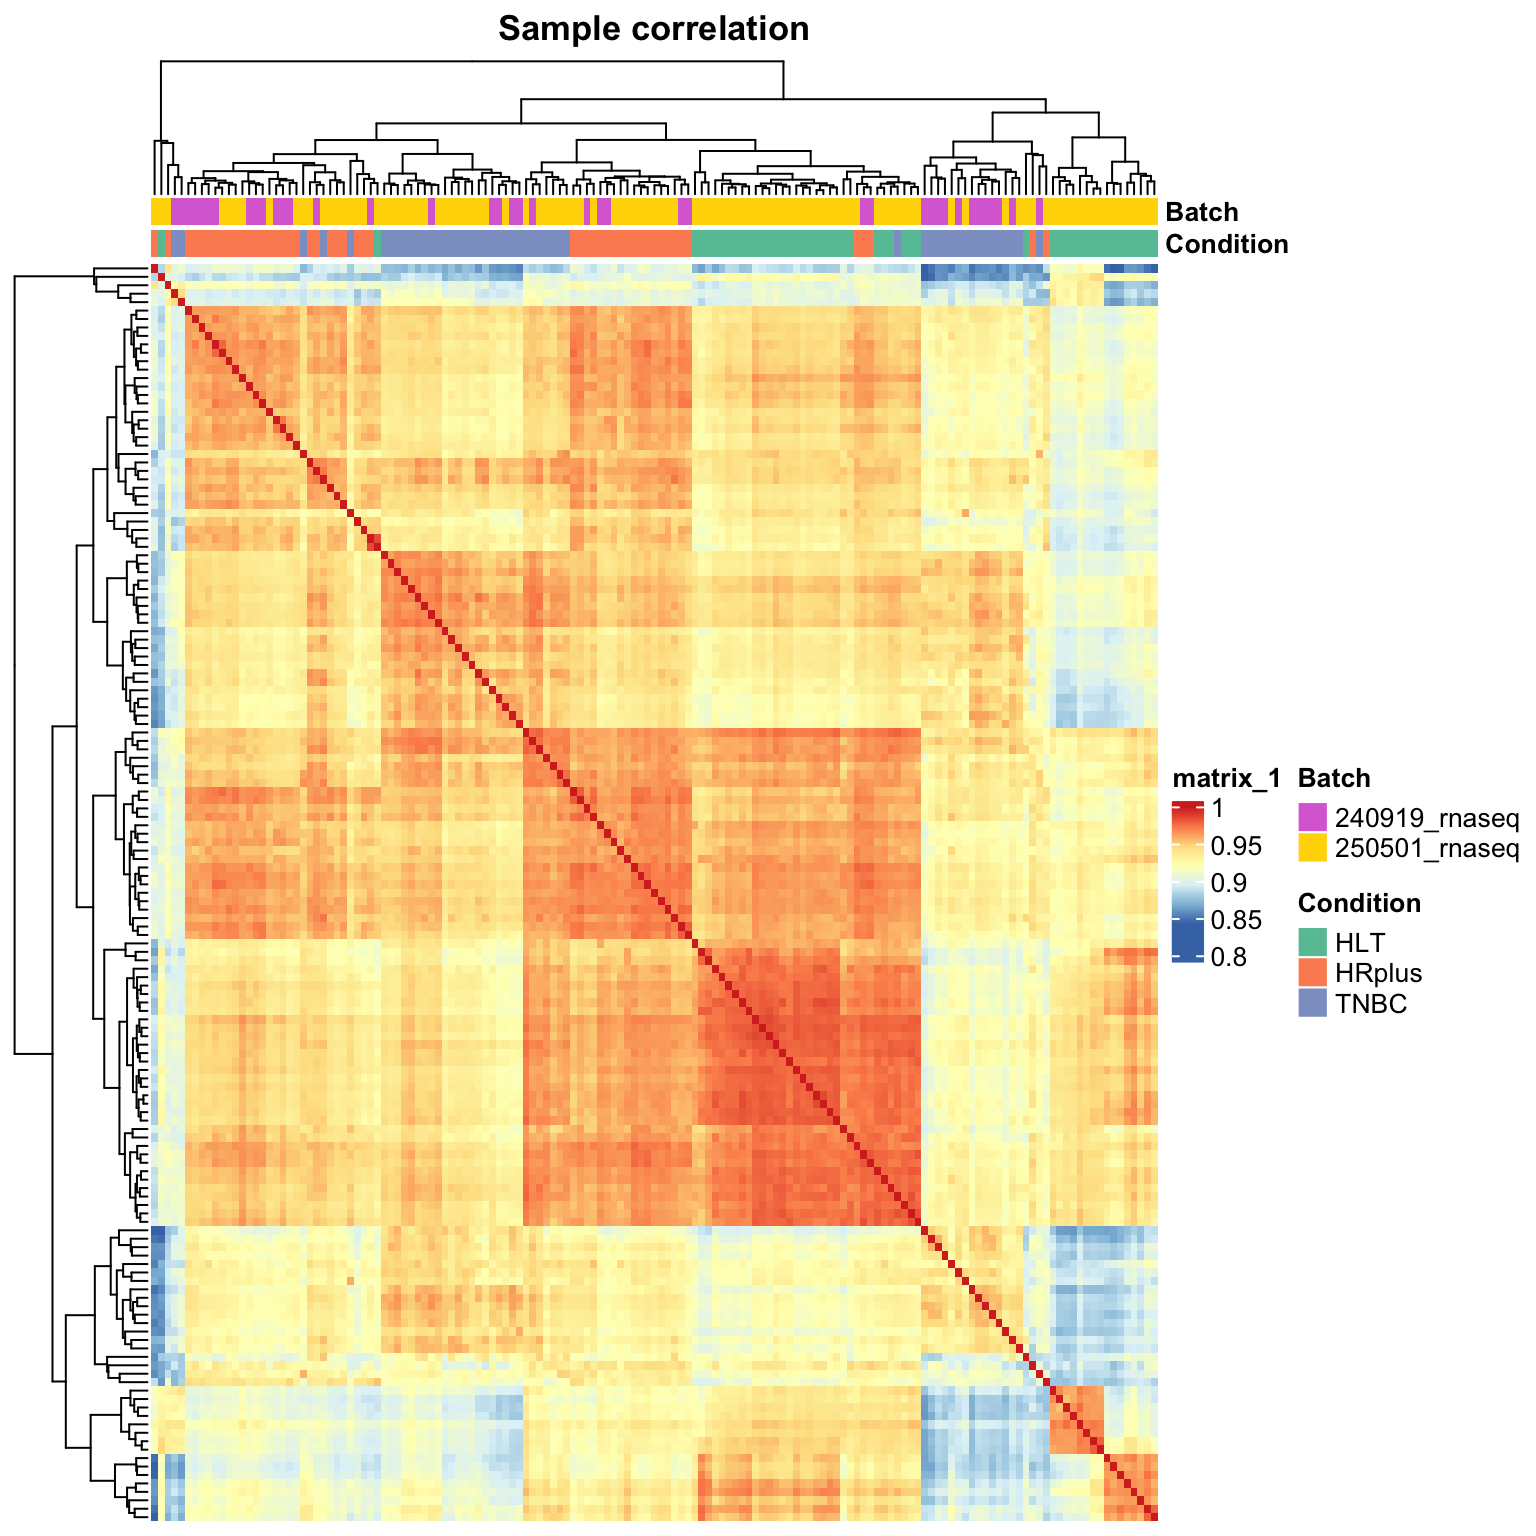 Sample correlation
Batch
Condition
matrix_1
1
0.95
0.9
0.85
0.8
Batch
240919_rnaseq
250501_rnaseq
Condition
HLT
HRplus
TNBC